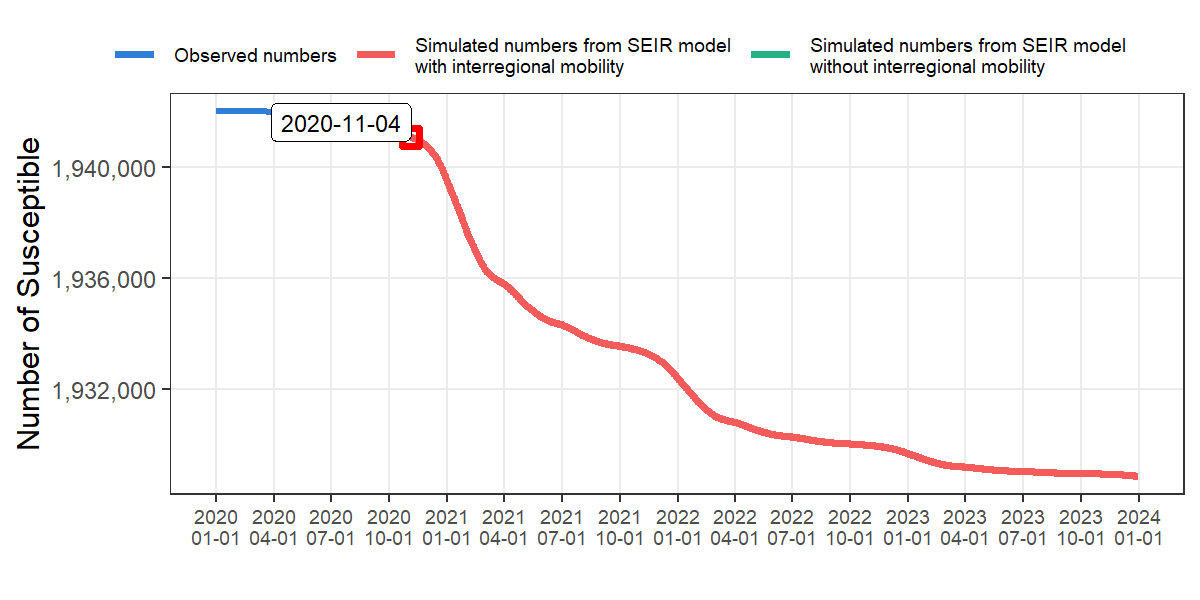 Observed numbers
Simulated numbers from SEIR model
with interregional mobility
Simulated numbers from SEIR model
without interregional mobility
2020-11-04
Number of Susceptible
1,940,000
1,936,000
1,932,000
2020 2020 2020 2020 2021 2021 2021 2021 2022 2022 2022 2022 2023 2023 2023 2023 2024
01-01 04-01 07-01 10-01 01-01 04-01 07-01 10-01 01-01 04-01 07-01 10-01 01-01 04-01 07-01 10-01 01-01